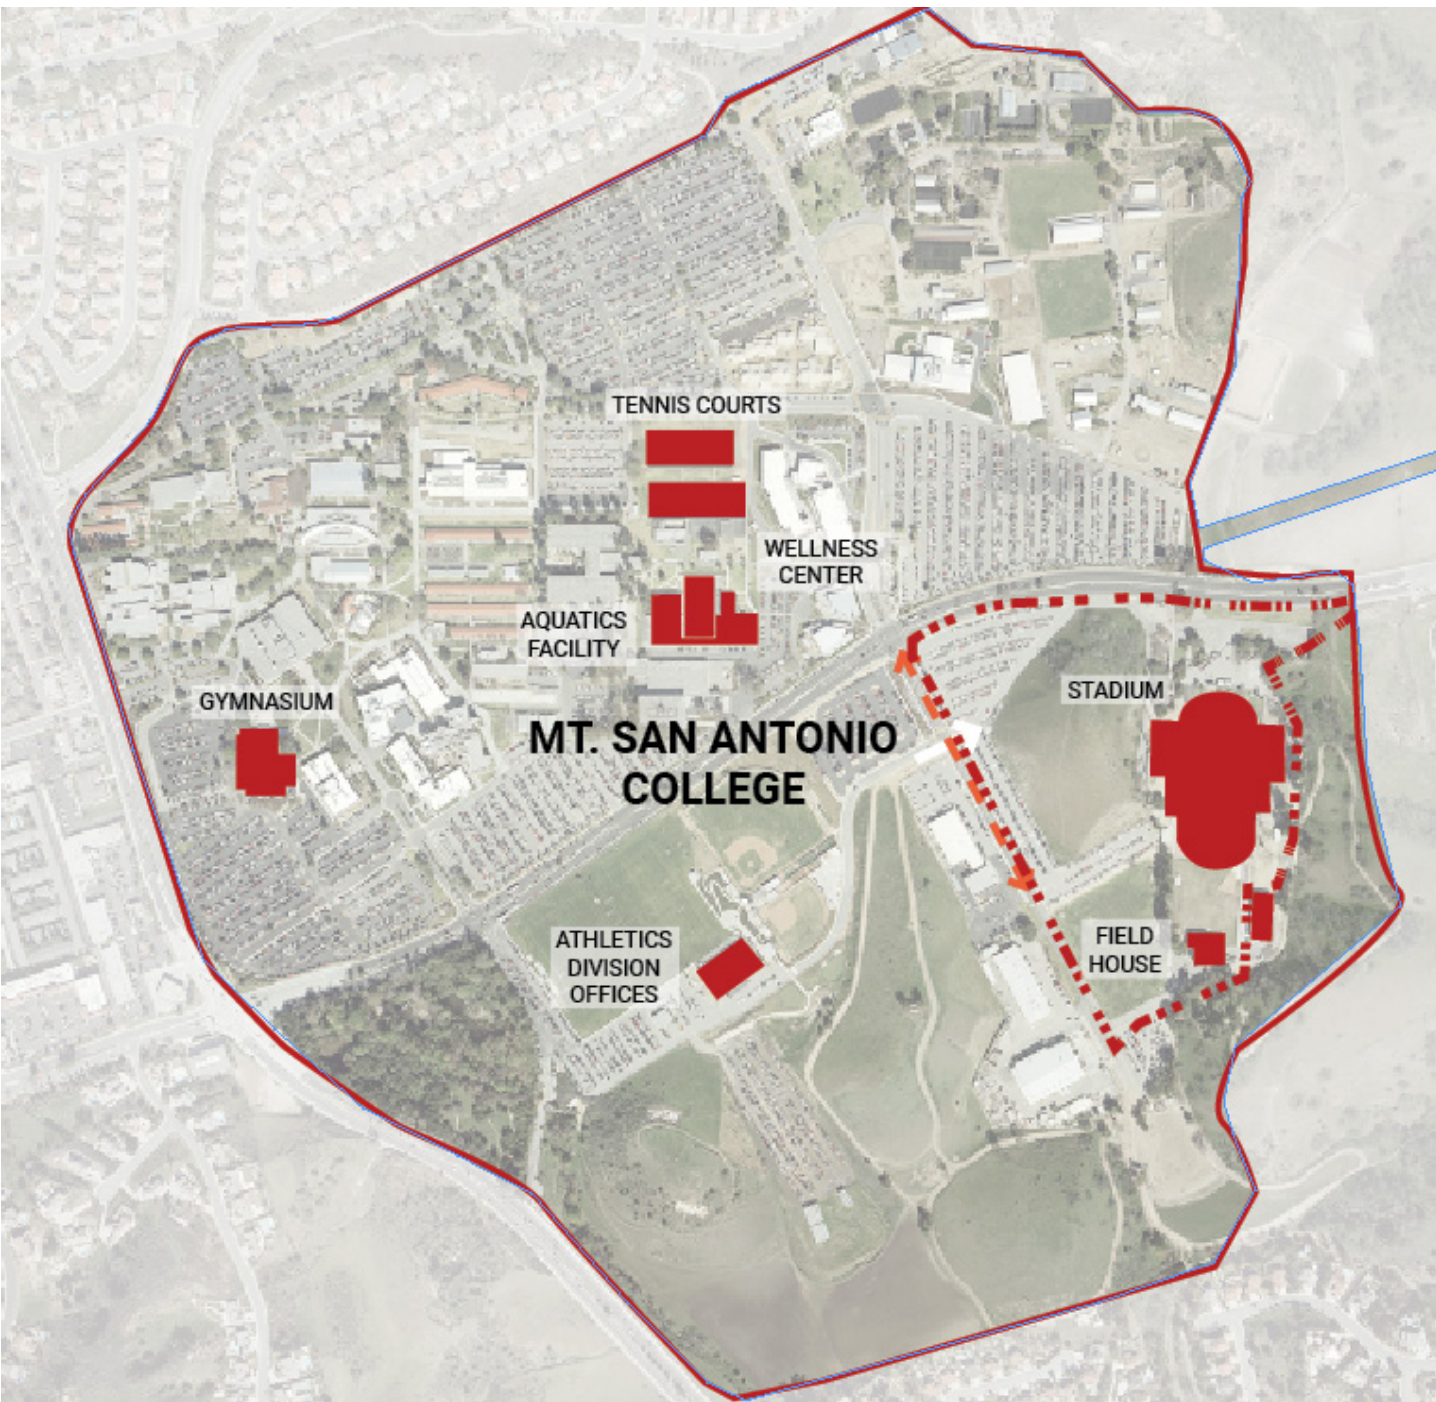 TENNIS COURTS
WELLNESS
CENTER
AQUATICS
FACILITY
GYMNASIUM
STADIUM
MT. SAN ANTONIO
COLLEGE
ATHLETICS
DIVISION
OFFICES
FIELD
HOUSE